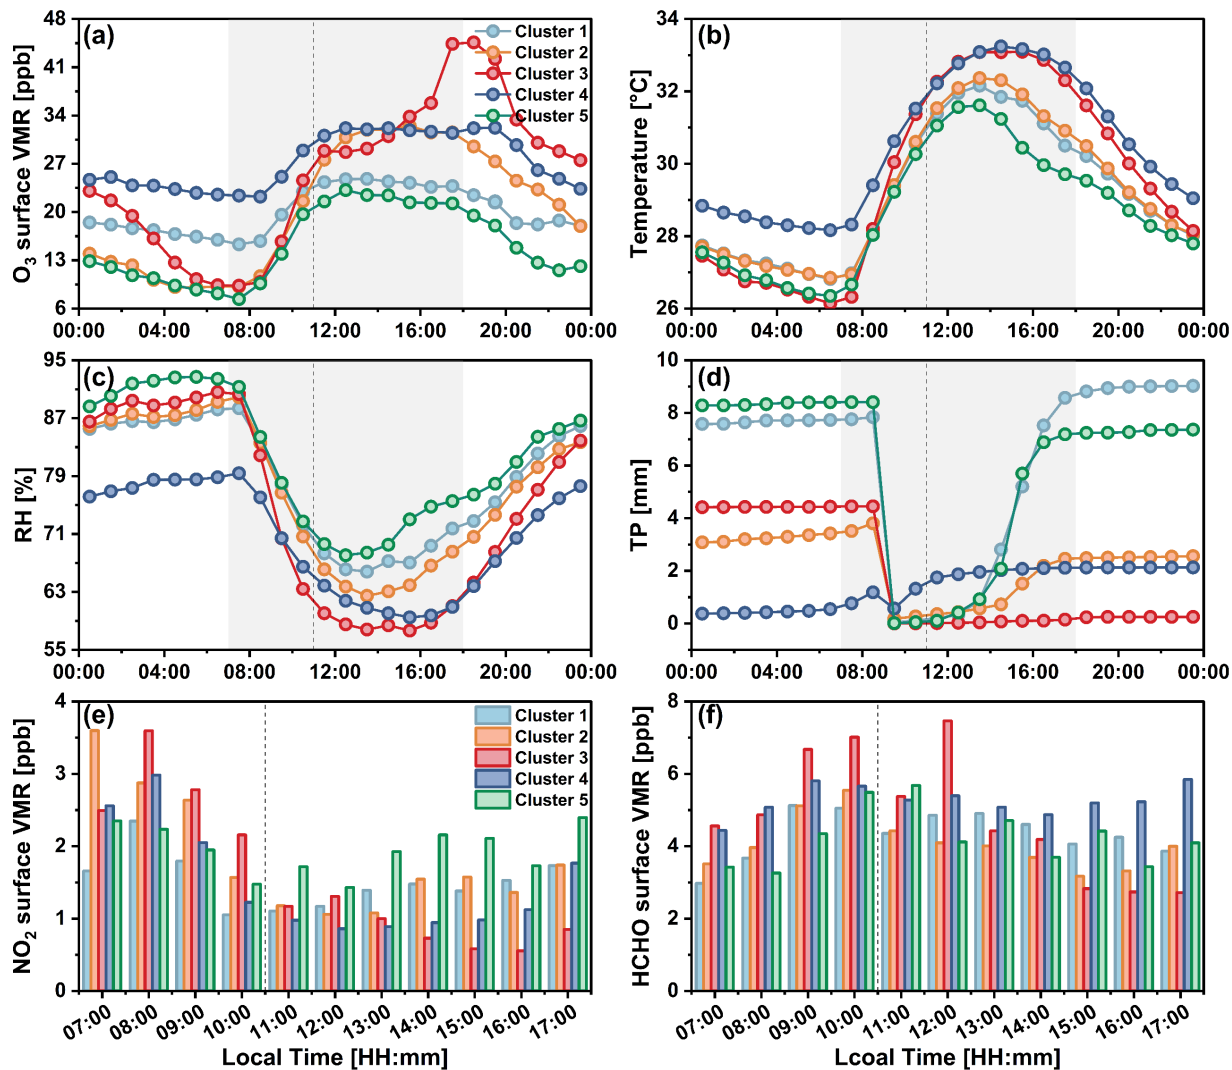 (a)
O3 surface VMR [ppb]
48
41
34
27
20
13
6
Cluster 1
Cluster 2
Cluster 3
Cluster 4
Cluster 5
00:00 04:00 08:00 12:00 16:00 20:00 00:00
(b)
Temperature [°C]
34
32
30
28
26
00:00 04:00 08:00 12:00 16:00 20:00 00:00
(c)
RH [%]
95
87
79
71
63
55
00:00 04:00 08:00 12:00 16:00 20:00 00:00
(d)
TP [mm]
10
8
6
4
2
0
00:00 04:00 08:00 12:00 16:00 20:00 00:00
(e)
NO2 surface VMR [ppb]
4
3
2
1
0
Cluster 1
Cluster 2
Cluster 3
Cluster 4
Cluster 5
07:00 08:00 09:00 10:00 11:00 12:00 13:00 14:00 15:00 16:00 17:00
Local Time [HH:mm]
(f)
HCHO surface VMR [ppb]
8
6
4
2
0
07:00 08:00 09:00 10:00 11:00 12:00 13:00 14:00 15:00 16:00 17:00
Lcoal Time [HH:mm]